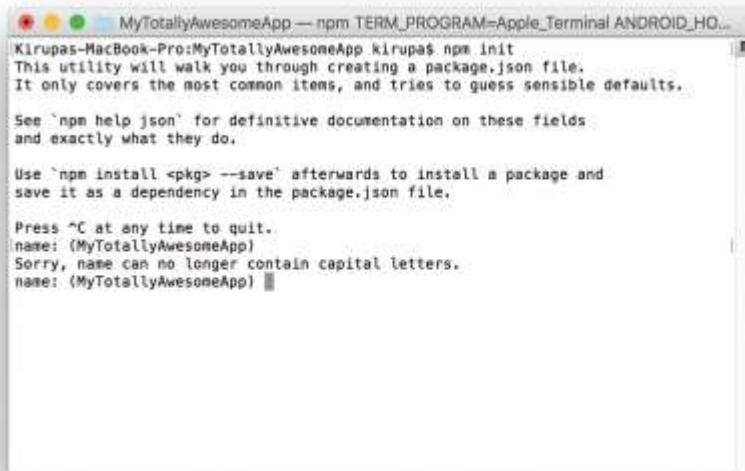 MyTotallyAwesomeApp — npm TERM_PROGRAM=Apple_Terminal ANDROID_HO...
Kirupas-MacBook-Pro:MyTotallyAwesomeApp kirupa$ npm init
This utility will walk you through creating a package.json file.
It only covers the most common items, and tries to guess sensible defaults.
See `npm help json` for definitive documentation on these fields
and exactly what they do.
Use `npm install <pkg> --save` afterwards to install a package and
save it as a dependency in the package.json file.
Press ^C at any time to quit.
name: (MyTotallyAwesomeApp)
Sorry, name can no longer contain capital letters.
name: (MyTotallyAwesomeApp)